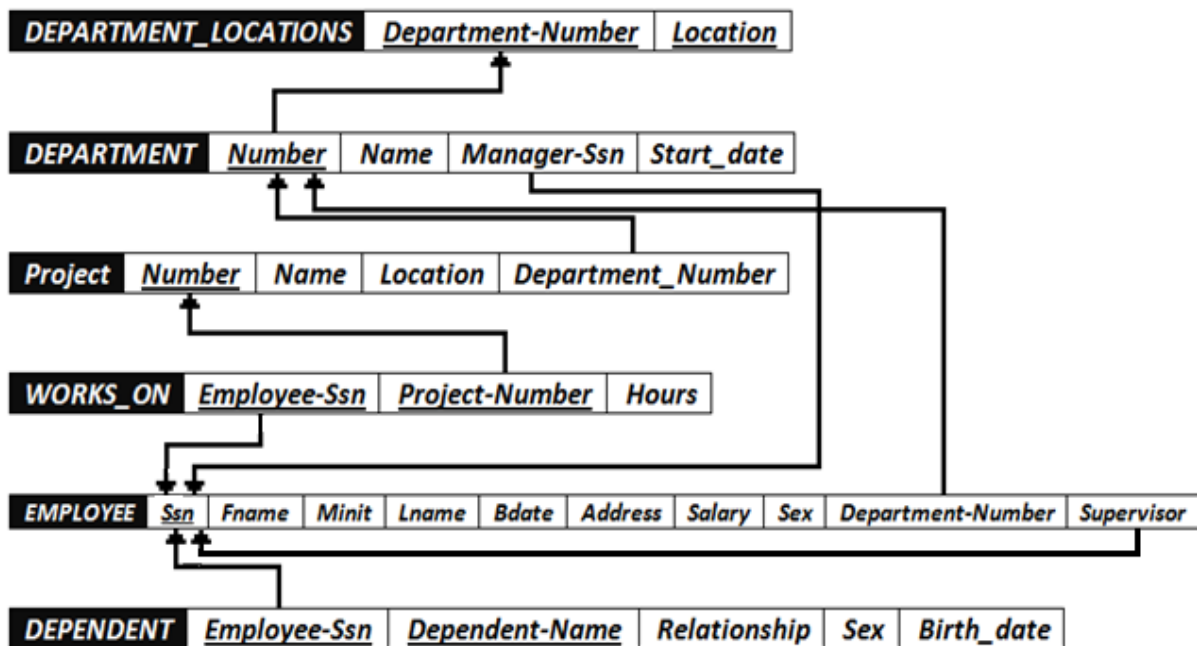 DEPARTMENT_LOCATIONS Department-Number Location
DEPARTMENT Number Name Manager-Ssn Start_date
Project Number Name Location Department_Number
WORKS_ON Employee-Ssn Project-Number Hours
EMPLOYEE Ssn Fname Minit Lname Bdate Address Salary Sex Department-Number Supervisor
DEPENDENT Employee-Ssn Dependent-Name Relationship Sex Birth_date